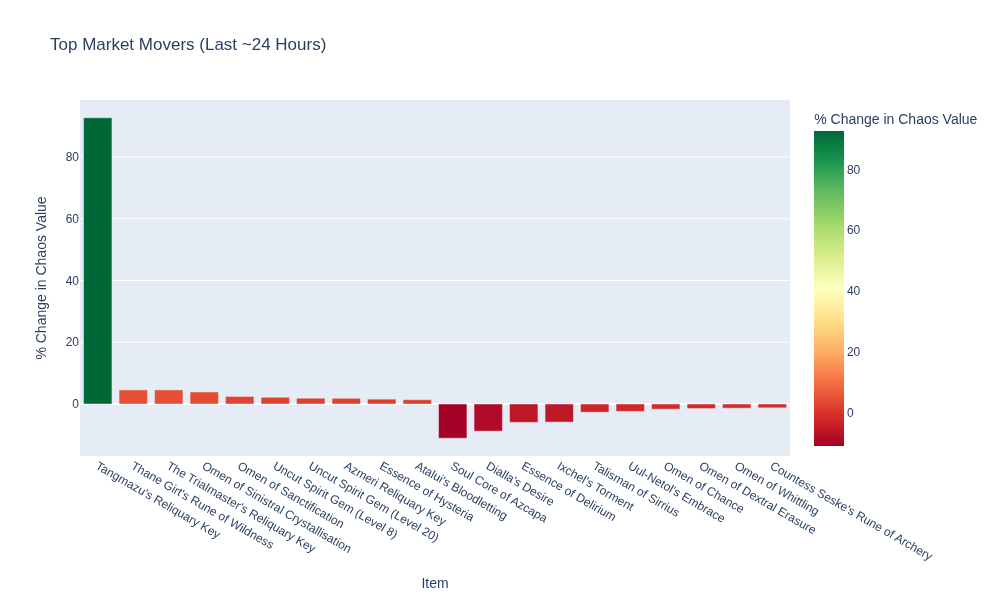 Top Market Movers (Last ~24 Hours)
% Change in Chaos Value
80
60
40
20
0
% Change in Chaos Value
80
60
40
20
0
Tangmazu's Reliquary Key
Thane Girt's Rune of Wildness
The Trialmaster's Reliquary Key
Omen of Sinistral Crystallisation
Omen of Sanctification
Uncut Spirit Gem (Level 8)
Uncut Spirit Gem (Level 20)
Azmeri Reliquary Key
Essence of Hysteria
Atalui's Bloodletting
Soul Core of Azcapa
Dialla's Desire
Essence of Delirium
Ixchel's Torment
Talisman of Sirrius
Uul-Netol's Embrace
Omen of Chance
Omen of Dextral Erasure
Omen of Whittling
Countess Seske's Rune of Archery
Item